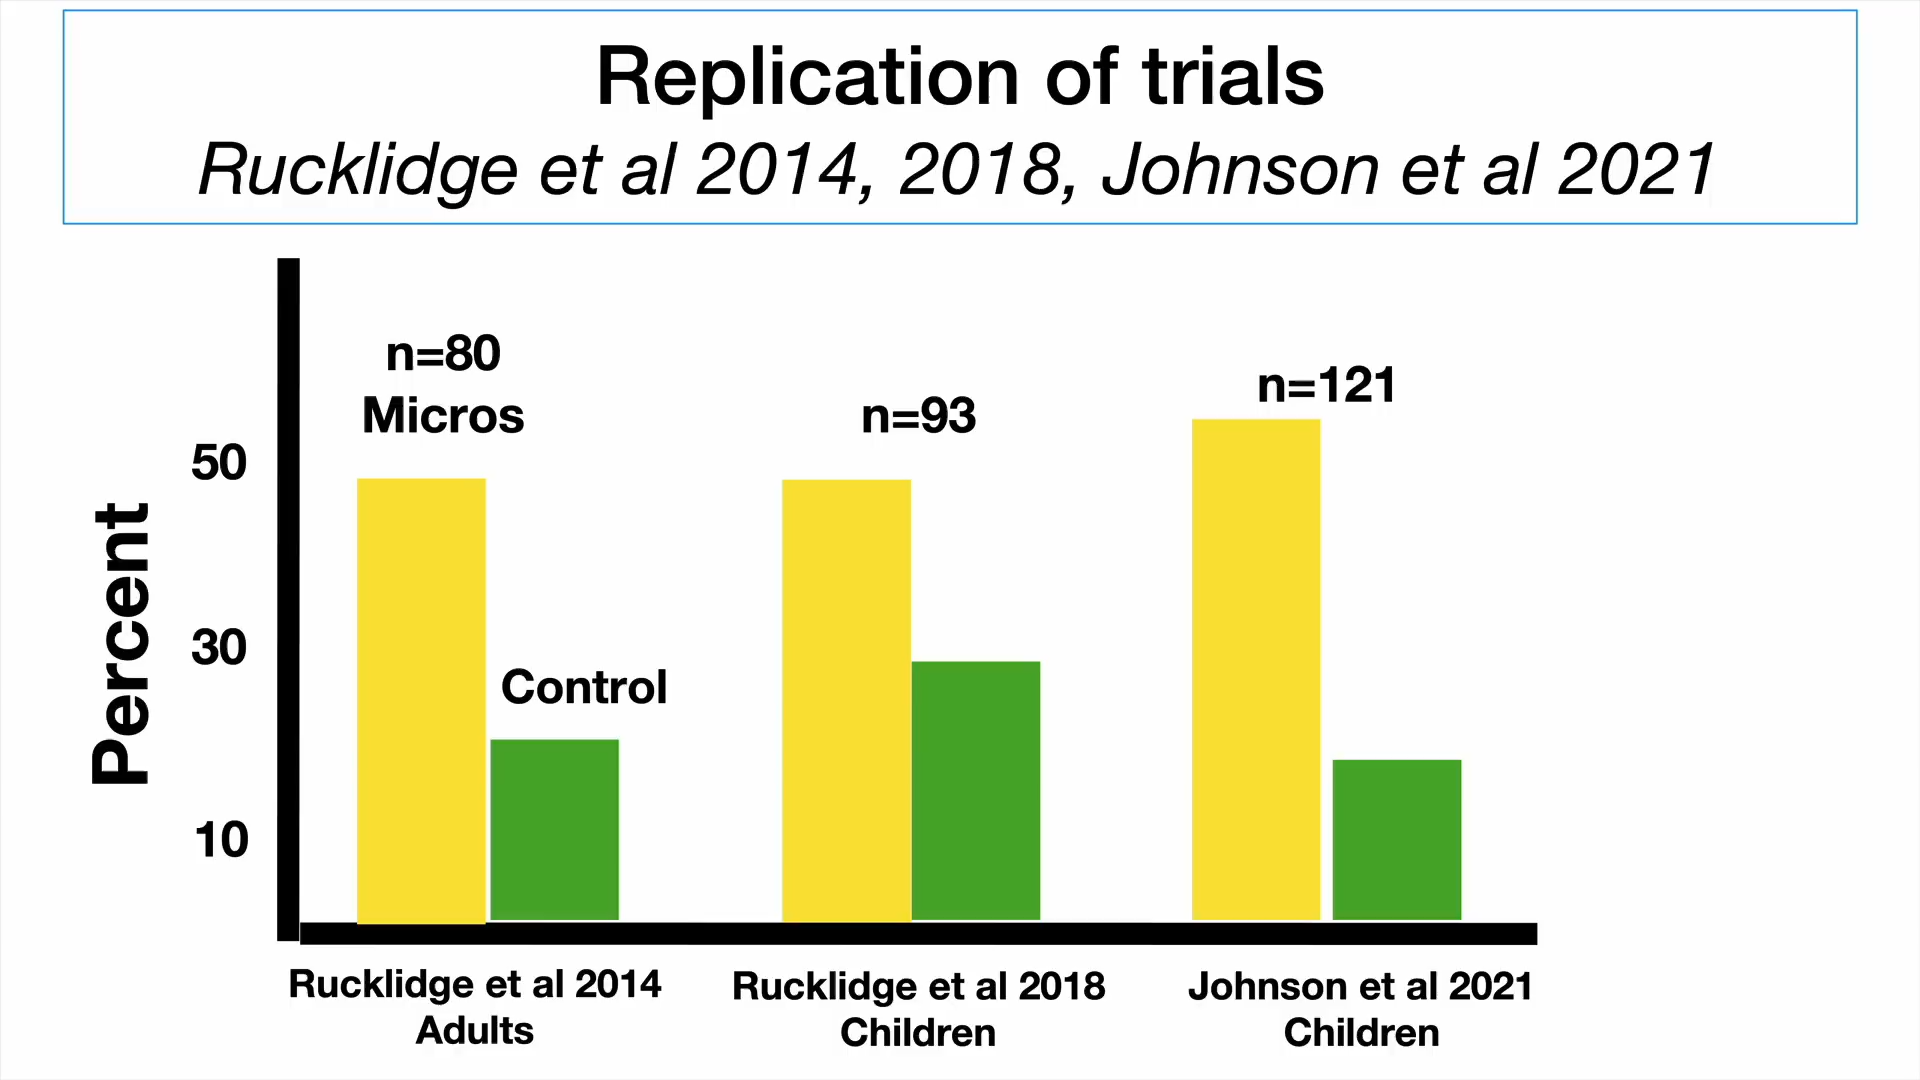 Replication of trials
Rucklidge et al 2014, 2018, Johnson et al 2021
n=80
Micros
n=93
n=121
50
30
10
Percent
Control
Rucklidge et al 2014
Adults
Rucklidge et al 2018
Children
Johnson et al 2021
Children